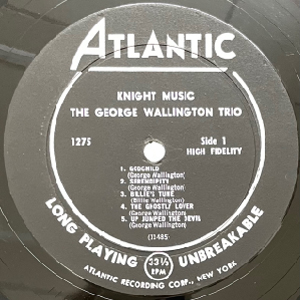 ATLANTIC
KNIGHT MUSIC
THE GEORGE WALLINGTON TRIO
1275
Side 1
HIGH FIDELITY
1. GODCHILD
(George Wallington)
2. SERENDIPITY
(George Wallington)
3. BILLIE'S TUNE
(Billie Wallington)
4. THE GHOSTLY LOVER
(George Wallington)
5. UP JUMPED THE DEVIL
(George Wallington)
(11485
LONG PLAYING 33⅓ RPM UNBREAKABLE
ATLANTIC RECORDING CORP., NEW YORK